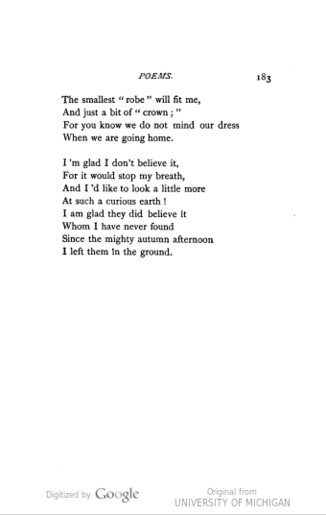 POEMS. 183
The smallest “ robe ” will fit me,
And just a bit of “ crown ; ”
For you know we do not mind our dress
When we are going home.
I 'm glad I don't believe it,
For it would stop my breath,
And I 'd like to look a little more
At such a curious earth !
I am glad they did believe it
Whom I have never found
Since the mighty autumn afternoon
I left them in the ground.
Digitized by Google
Original from
UNIVERSITY OF MICHIGAN